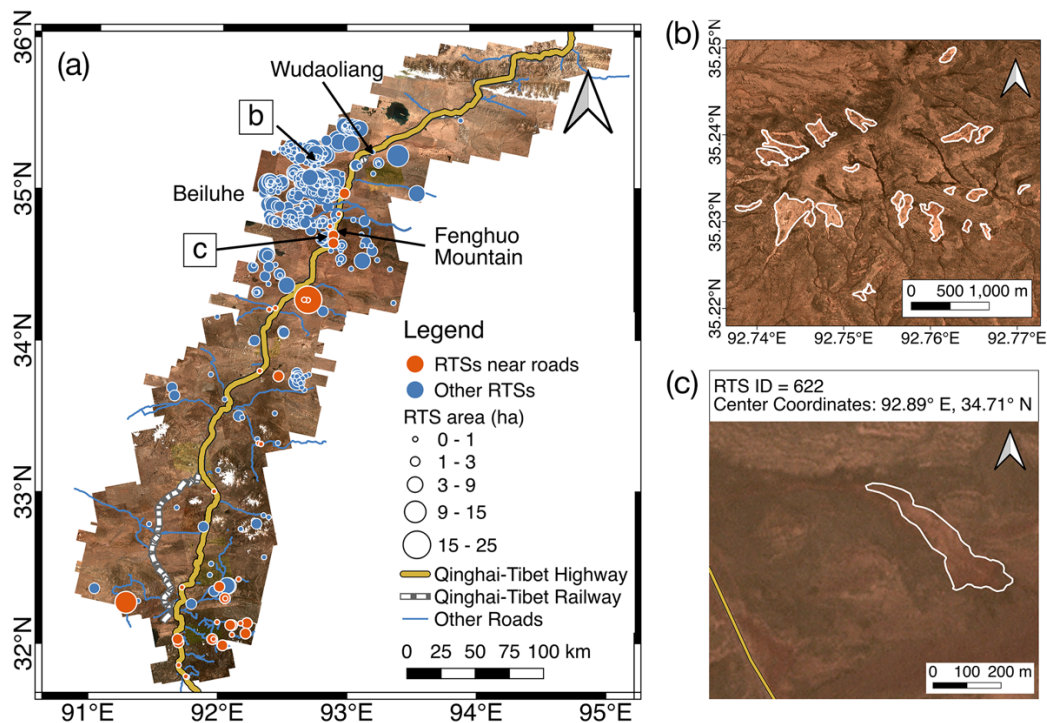 (a)
36°N
35°N
34°N
33°N
32°N
91°E
92°E
93°E
94°E
95°E
Wudaoliang
b
Beiluhe
c
Fenghuo
Mountain
Legend
RTSs near roads
Other RTSs
RTS area (ha)
0 - 1
1 - 3
3 - 9
9 - 15
15 - 25
Qinghai-Tibet Highway
Qinghai-Tibet Railway
Other Roads
0 25 50 75 100 km
(b)
35.25°N
35.24°N
35.23°N
35.22°N
0 500 1,000 m
92.74°E
92.75°E
92.76°E
92.77°E
(c)
RTS ID = 622
Center Coordinates: 92.89° E, 34.71° N
0 100 200 m